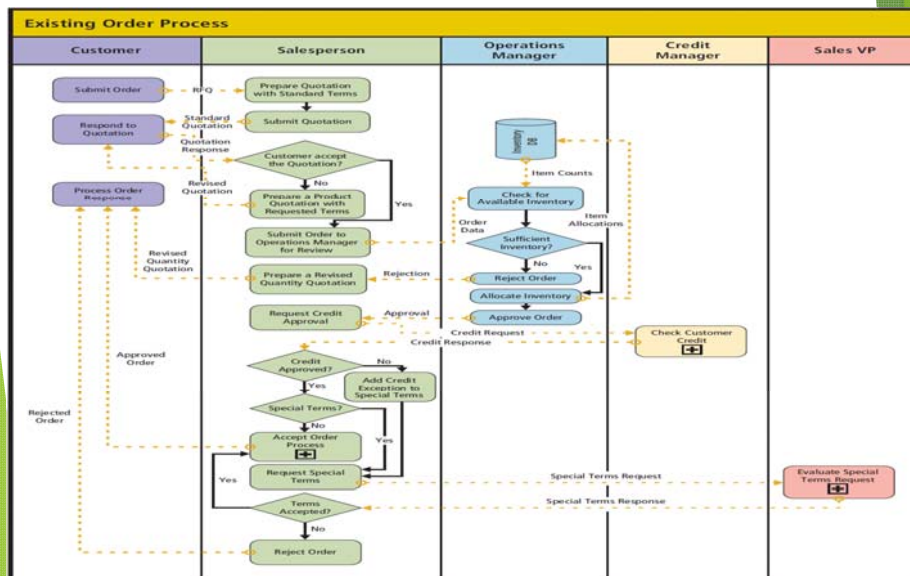 Existing Order Process
Customer
Salesperson
Operations
Manager
Credit
Manager
Sales VP
Submit Order
RFQ
Prepare Quotation
with Standard Terms
Respond to
Quotation
Standard
Quotation
Submit Quotation
Quotation
Response
Customer accept
the Quotation?
Inventory
DB
Item Counts
No
Yes
Process Order
Response
Revised
Quotation
Prepare a Product
Quotation with
Requested Terms
Check for
Available Inventory
Order
Data
Item
Allocations
Submit Order to
Operations Manager
for Review
Sufficient
Inventory?
No
Yes
Revised
Quantity
Quotation
Prepare a Revised
Quantity Quotation
Rejection
Reject Order
Allocate Inventory
Request Credit
Approval
Approval
Approve Order
Credit Request
Credit Response
Check Customer
Credit
Approved
Order
Credit
Approved?
No
Yes
Add Credit
Exception to
Special Terms
Special Terms?
Rejected
Order
No
Yes
Accept Order
Process
Yes
Request Special
Terms
Special Terms Request
Evaluate Special
Terms Request
Special Terms Response
Terms
Accepted?
No
Reject Order